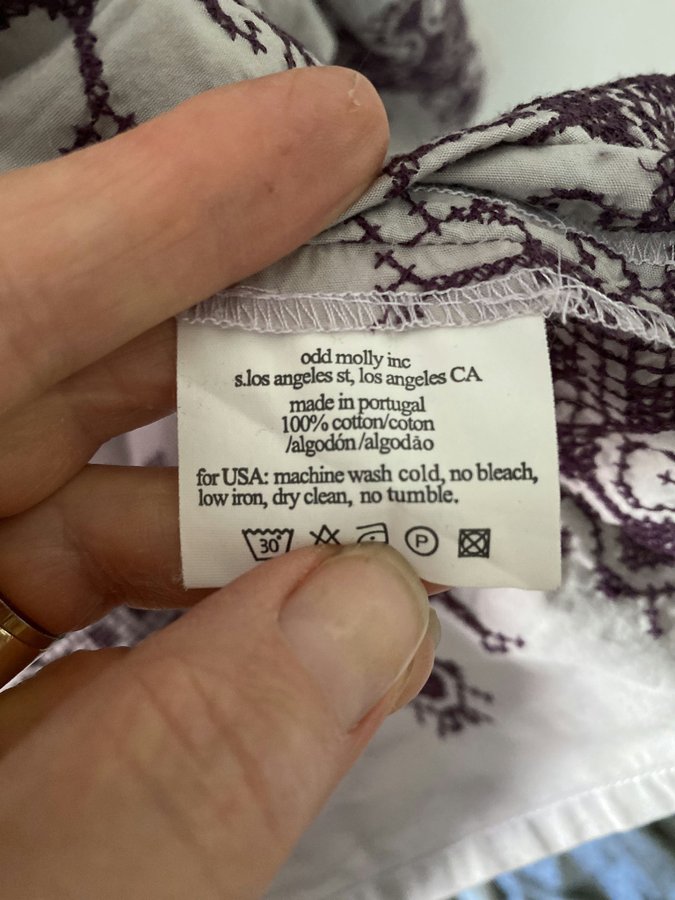 odd molly inc
s.los angeles st, los angeles CA
made in portugal
100% cotton/coton
/algodón/algodão
for USA: machine wash cold, no bleach,
low iron, dry clean, no tumble.
30° P